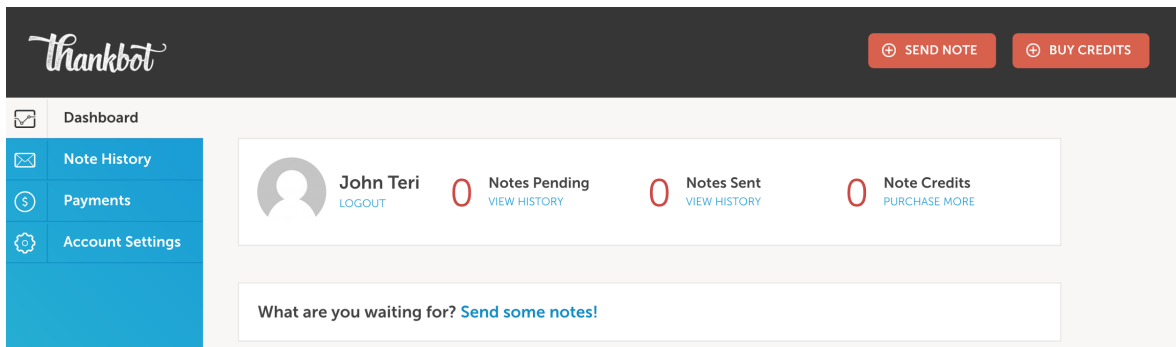 thankbot
SEND NOTE
BUY CREDITS
Dashboard
Note History
Payments
Account Settings
John Teri
LOGOUT
0 Notes Pending
VIEW HISTORY
0 Notes Sent
VIEW HISTORY
0 Note Credits
PURCHASE MORE
What are you waiting for? Send some notes!